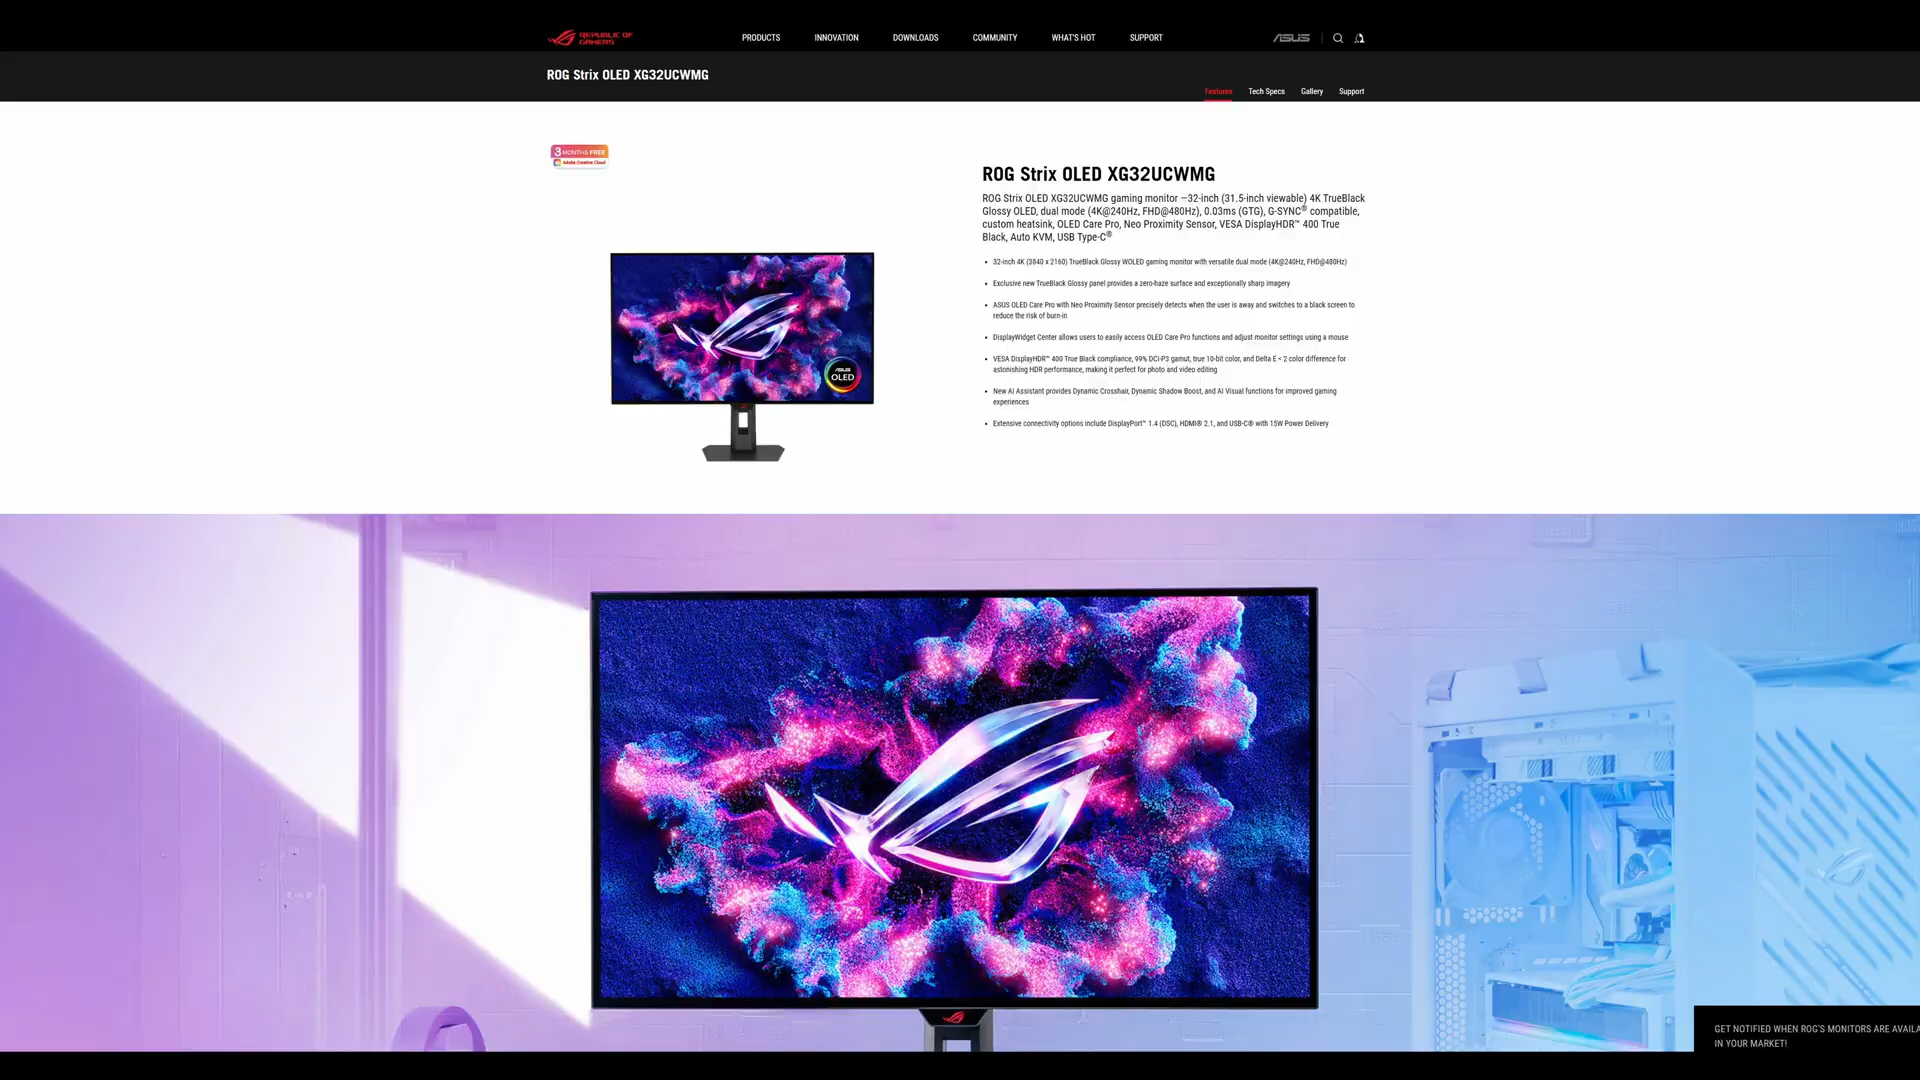 REPUBLIC OF
GAMERS
PRODUCTS
INNOVATION
DOWNLOADS
COMMUNITY
WHAT'S HOT
SUPPORT
ASUS
ROG Strix OLED XG32UCWMG
Features
Tech Specs
Gallery
Support
3 MONTHS FREE
Adobe Creative Cloud
ASUS
OLED
ROG Strix OLED XG32UCWMG
ROG Strix OLED XG32UCWMG gaming monitor —32-inch (31.5-inch viewable) 4K TrueBlack
Glossy OLED, dual mode (4K@240Hz, FHD@480Hz), 0.03ms (GTG), G-SYNC® compatible,
custom heatsink, OLED Care Pro, Neo Proximity Sensor, VESA DisplayHDR™ 400 True
Black, Auto KVM, USB Type-C®
• 32-inch 4K (3840 x 2160) TrueBlack Glossy WOLED gaming monitor with versatile dual mode (4K@240Hz, FHD@480Hz)
• Exclusive new TrueBlack Glossy panel provides a zero-haze surface and exceptionally sharp imagery
• ASUS OLED Care Pro with Neo Proximity Sensor precisely detects when the user is away and switches to a black screen to
reduce the risk of burn-in
• DisplayWidget Center allows users to easily access OLED Care Pro functions and adjust monitor settings using a mouse
• VESA DisplayHDR™ 400 True Black compliance, 99% DCI-P3 gamut, true 10-bit color, and Delta E < 2 color difference for
astonishing HDR performance, making it perfect for photo and video editing
• New AI Assistant provides Dynamic Crosshair, Dynamic Shadow Boost, and AI Visual functions for improved gaming
experiences
• Extensive connectivity options include DisplayPort™ 1.4 (DSC), HDMI® 2.1, and USB-C® with 15W Power Delivery
GET NOTIFIED WHEN ROG'S MONITORS ARE AVAILA
IN YOUR MARKET!